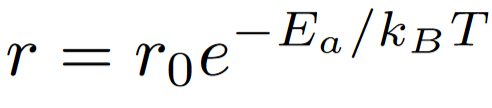 r = r₀e^{-E_a/k_BT}